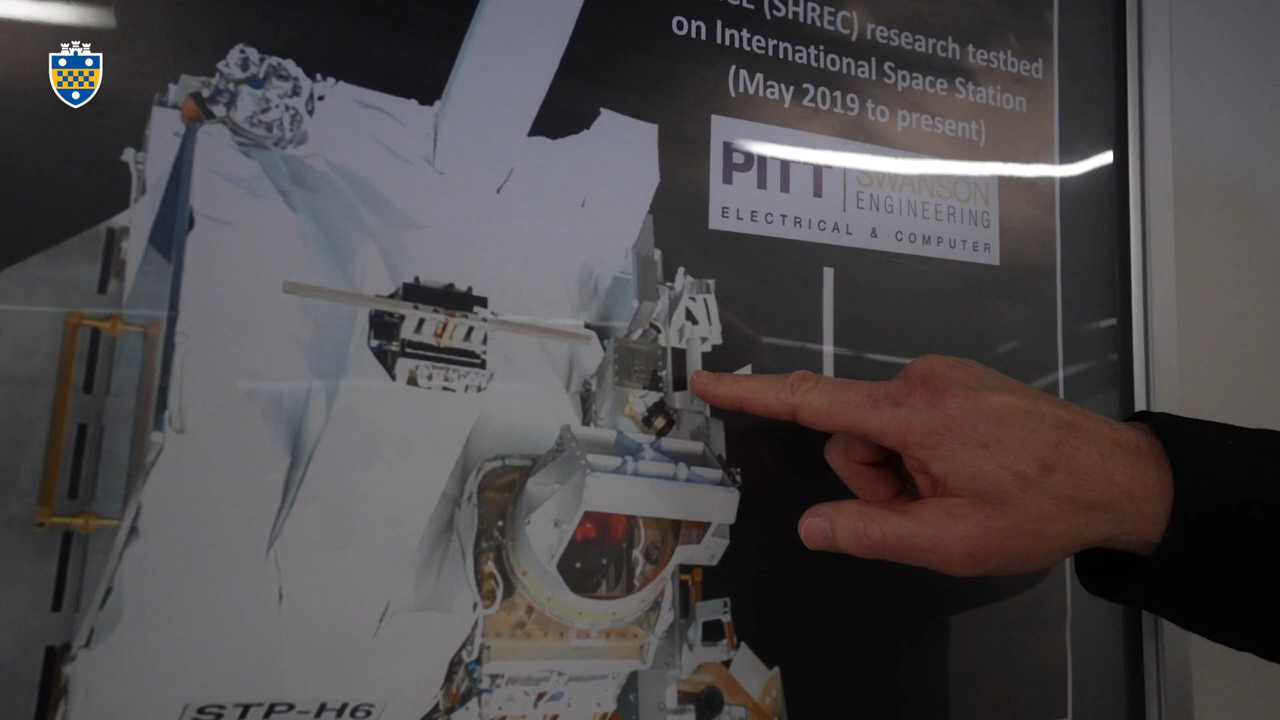 (SHREC) research testbed
on International Space Station
(May 2019 to present)
PITT
SWANSON
ENGINEERING
ELECTRICAL & COMPUTER
STP-H6